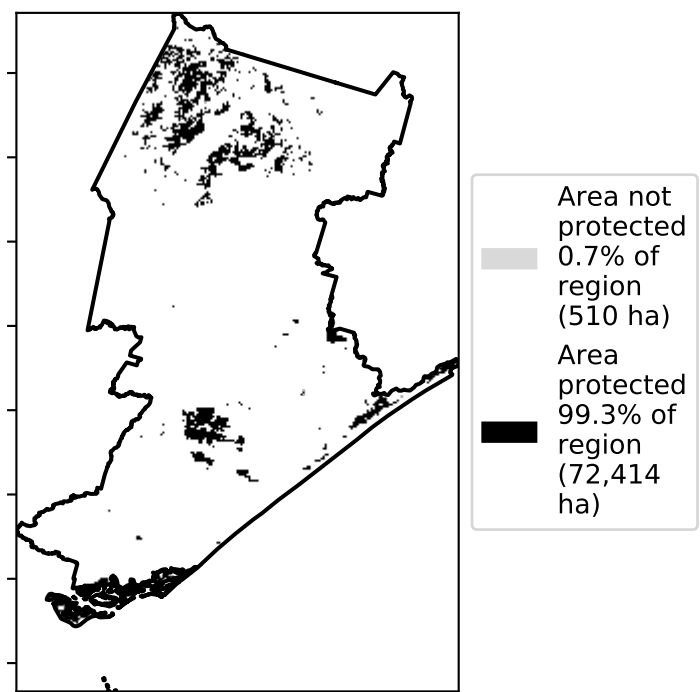 Area not
protected
0.7% of
region
(510 ha)
Area
protected
99.3% of
region
(72,414
ha)